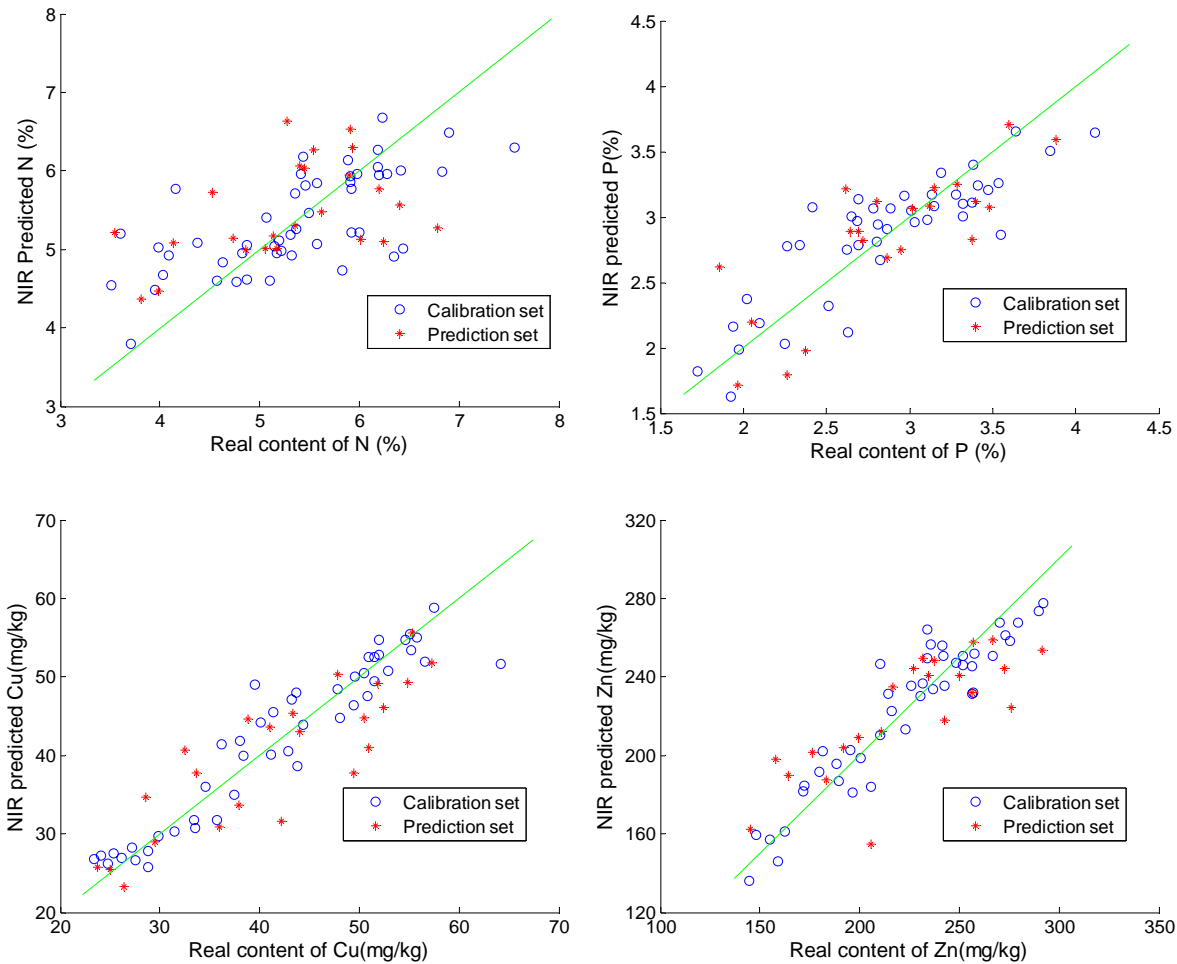 8
7
6
5
4
3
3 4 5 6 7 8
NIR Predicted N (%)
Real content of N (%)
Calibration set
Prediction set
4.5
4
3.5
3
2.5
2
1.5
1.5 2 2.5 3 3.5 4 4.5
NIR predicted P(%)
Real content of P (%)
Calibration set
Prediction set
70
60
50
40
30
20
20 30 40 50 60 70
NIR predicted Cu(mg/kg)
Real content of Cu(mg/kg)
Calibration set
Prediction set
320
280
240
200
160
120
100 150 200 250 300 350
NIR predicted Zn(mg/kg)
Real content of Zn(mg/kg)
Calibration set
Prediction set